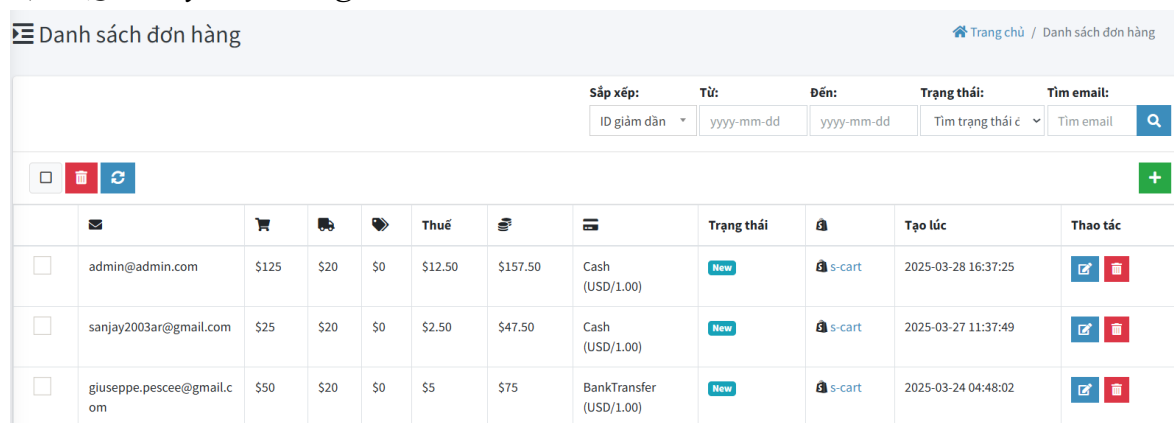 Danh sách đơn hàng
Trang chủ / Danh sách đơn hàng
Sắp xếp: Từ: Đến: Trạng thái: Tìm email:
ID giảm dần yyyy-mm-dd yyyy-mm-dd Tìm trạng thái Tìm email
Thuế Trạng thái Tạo lúc Thao tác
admin@admin.com $125 $20 $0 $12.50 $157.50 Cash New s-cart 2025-03-28 16:37:25
(USD/1.00)
sanjay2003ar@gmail.com $25 $20 $0 $2.50 $47.50 Cash New s-cart 2025-03-27 11:37:49
(USD/1.00)
giuseppe.pescee@gmail.c $50 $20 $0 $5 $75 BankTransfer New s-cart 2025-03-24 04:48:02
om (USD/1.00)